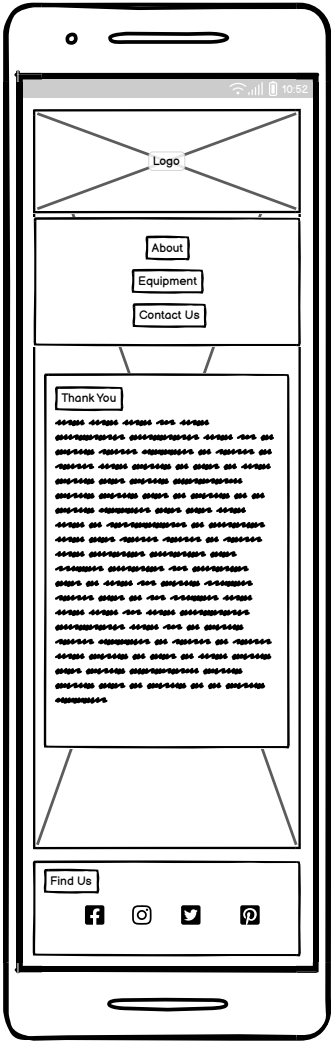 10:52
Logo
About
Equipment
Contact Us
Thank You
Find Us